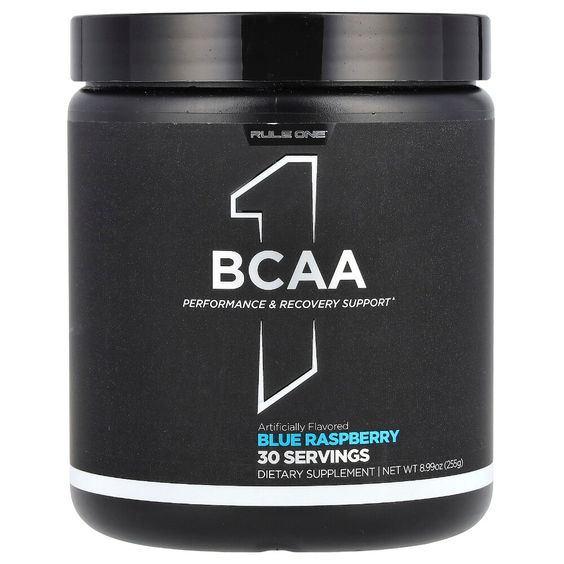 RULE ONE
1
BCAA
PERFORMANCE & RECOVERY SUPPORT*
Artificially Flavored
BLUE RASPBERRY
30 SERVINGS
DIETARY SUPPLEMENT | NET WT 8.99oz (255g)